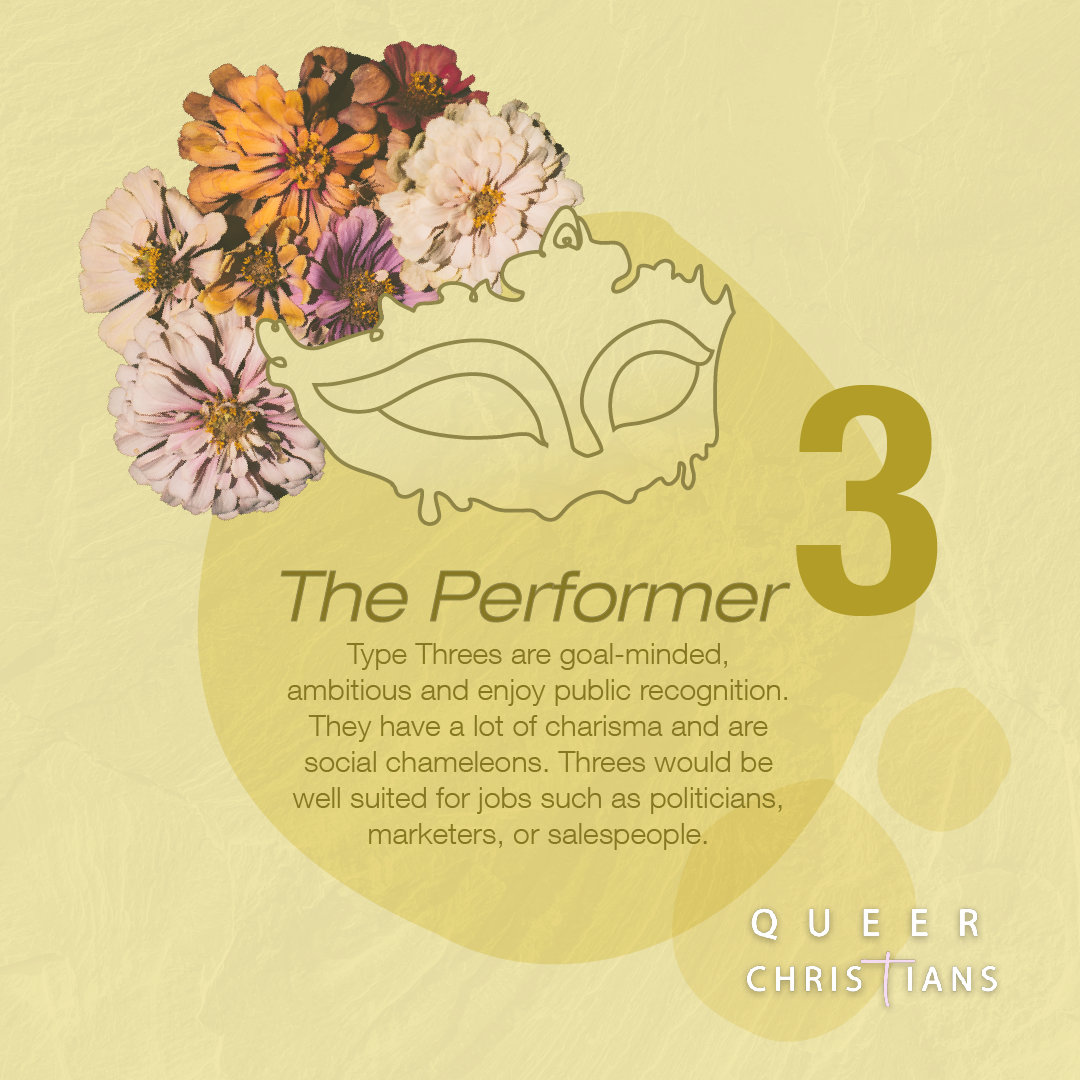 3
The Performer
Type Threes are goal-minded,
ambitious and enjoy public recognition.
They have a lot of charisma and are
social chameleons. Threes would be
well suited for jobs such as politicians,
marketers, or salespeople.
QUEER
CHRISTIANS